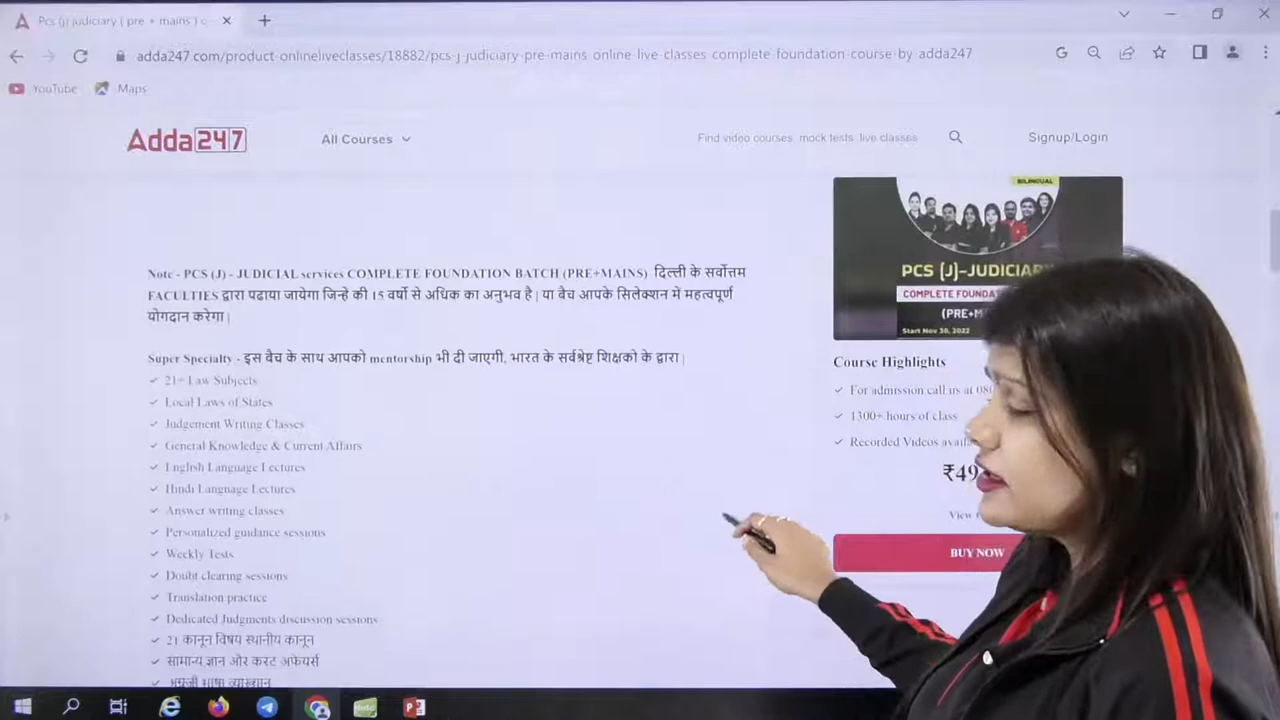 Pcs (j) judiciary ( pre + mains ) c
adda247.com/product-onlineliveclasses/18882/pcs-j-judiciary-pre-mains-online-live-classes-complete-foundation-course-by-adda247
YouTube
Maps
Adda247
All Courses
Find video courses, mock tests, live classes
Signup/Login
BILINGUAL
PCS (J)-JUDICIARY
COMPLETE FOUNDA
(PRE+M
Start Nov 30, 2022
Note - PCS (J) - JUDICIAL services COMPLETE FOUNDATION BATCH (PRE+MAINS) दिल्ली के सर्वोत्तम
FACULTIES द्वारा पढाया जायेगा जिन्हे की 15 वर्षो से अधिक का अनुभव है | या बैच आपके सिलेक्शन में महत्वपूर्ण
योगदान करेगा |
Super Specialty - इस बैच के साथ आपको mentorship भी दी जाएगी, भारत के सर्वश्रेष्ट शिक्षको के द्वारा |
21+ Law Subjects
Local Laws of States
Judgement Writing Classes
General Knowledge & Current Affairs
English Language Lectures
Hindi Language Lectures
Answer writing classes
Personalized guidance sessions
Weekly Tests
Doubt clearing sessions
Translation practice
Dedicated Judgments discussion sessions
21 कानून विषय स्थानीय कानून
सामान्य ज्ञान और करंट अफेयर्स
अंग्रेजी भाषा व्याख्यान
Course Highlights
For admission call us at 08
1300+ hours of class
Recorded Videos availa
₹49
View
BUY NOW